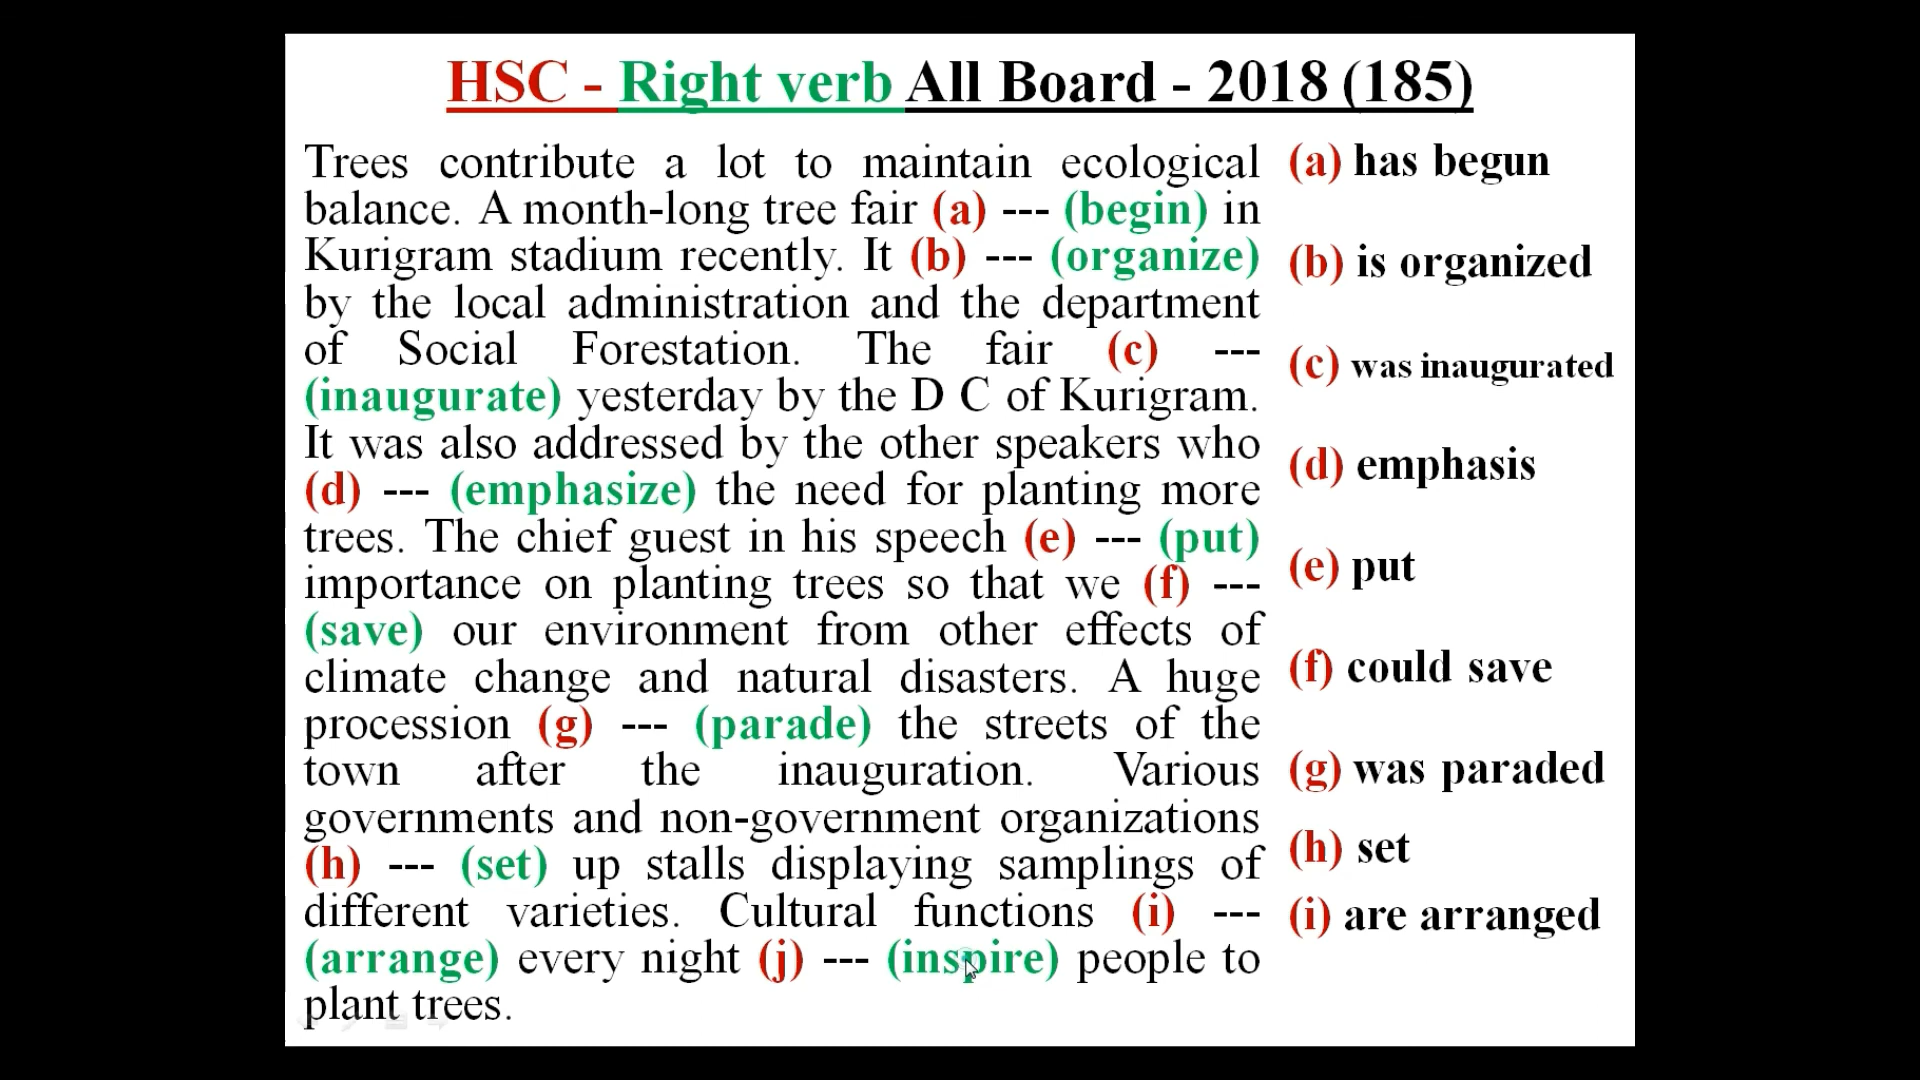 HSC - Right verb All Board - 2018 (185)
Trees contribute a lot to maintain ecological
balance. A month-long tree fair (a) --- (begin) in
Kurigram stadium recently. It (b) --- (organize)
by the local administration and the department
of Social Forestation. The fair (c) ---
(inaugurate) yesterday by the D C of Kurigram.
It was also addressed by the other speakers who
(d) --- (emphasize) the need for planting more
trees. The chief guest in his speech (e) --- (put)
importance on planting trees so that we (f) ---
(save) our environment from other effects of
climate change and natural disasters. A huge
procession (g) --- (parade) the streets of the
town after the inauguration. Various
governments and non-government organizations
(h) --- (set) up stalls displaying samplings of
different varieties. Cultural functions (i) ---
(arrange) every night (j) --- (inspire) people to
plant trees.
(a) has begun
(b) is organized
(c) was inaugurated
(d) emphasis
(e) put
(f) could save
(g) was paraded
(h) set
(i) are arranged